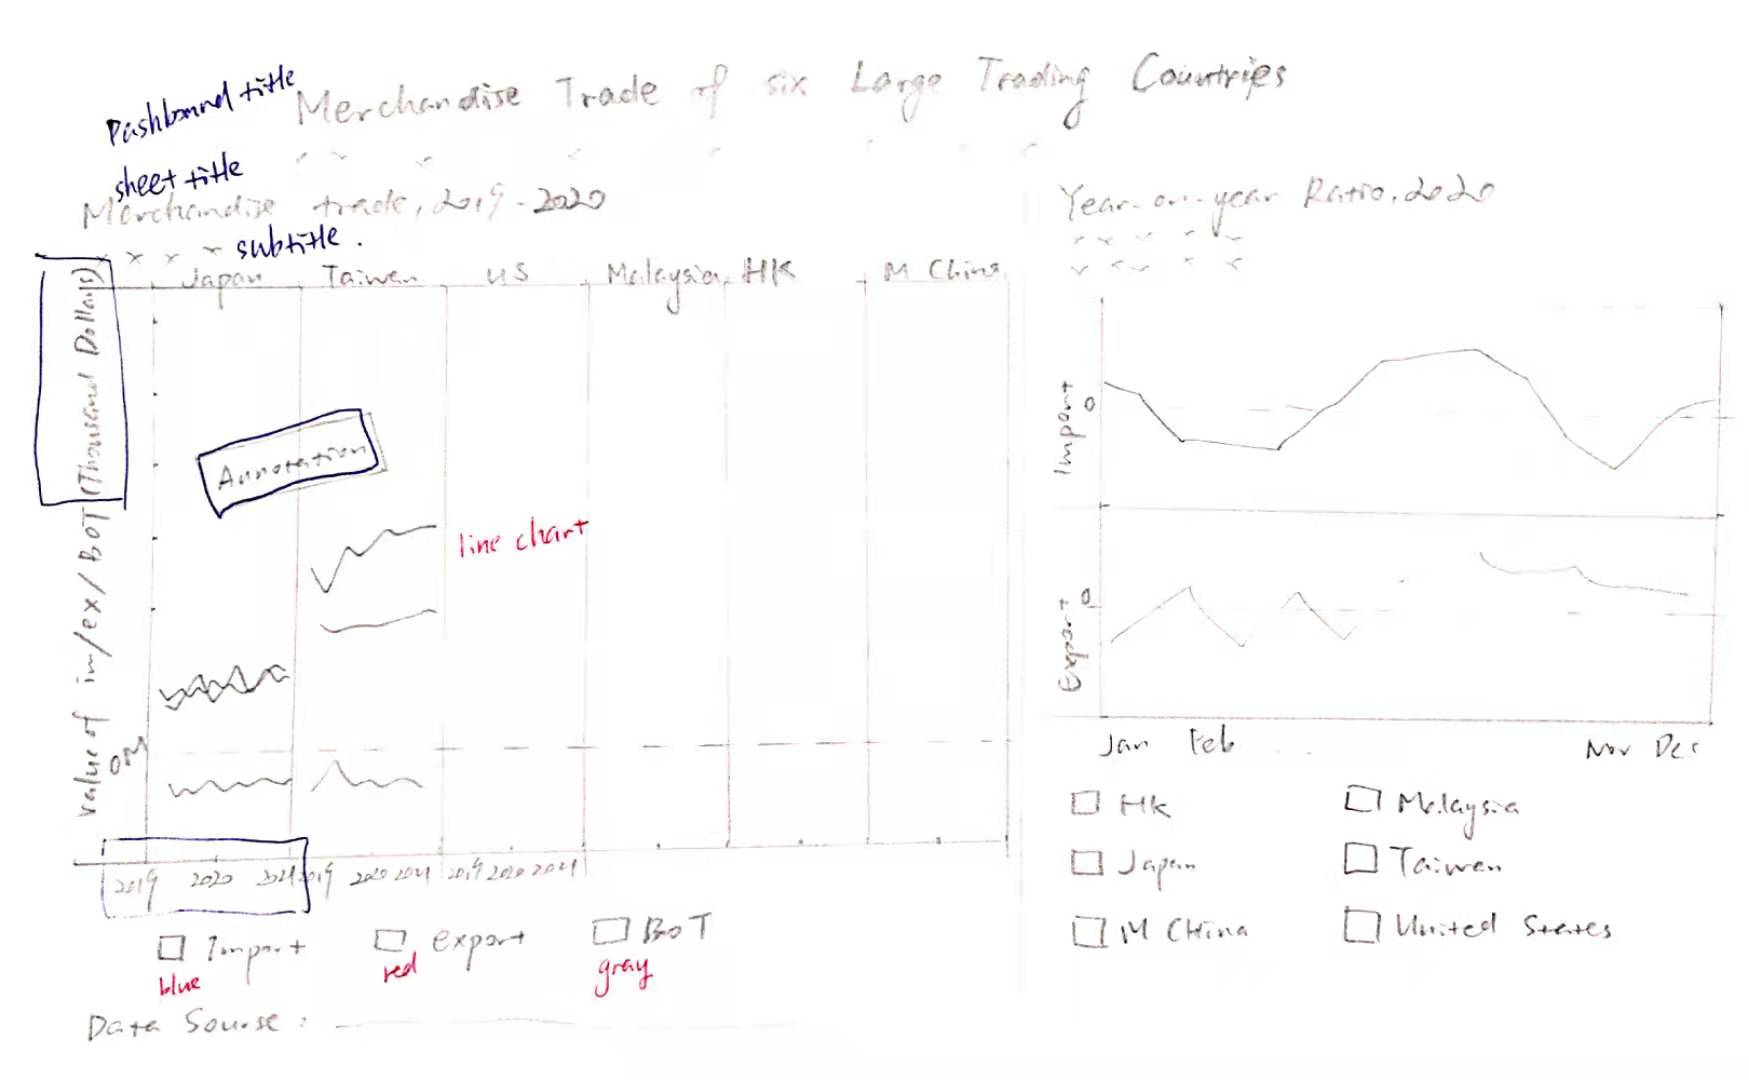 Dashboard title
Merchandise Trade of six Large Trading Countries
sheet title
Merchandise trade, 2019-2020
subtitle.
Year-on-year Ratio, 2020
Japan Taiwan US Malaysia HK M China
Value of im/ex/BOT (Thousand Dollars)
Annotation
line chart
0M
2019 2020 2021 2019 2020 2021 2019 2020 2021
Import export BOT
blue red gray
Data Sourse :
Import
0
Export
0
Jan Feb ... Nov Dec
HK Malaysia
Japan Taiwan
M China United States